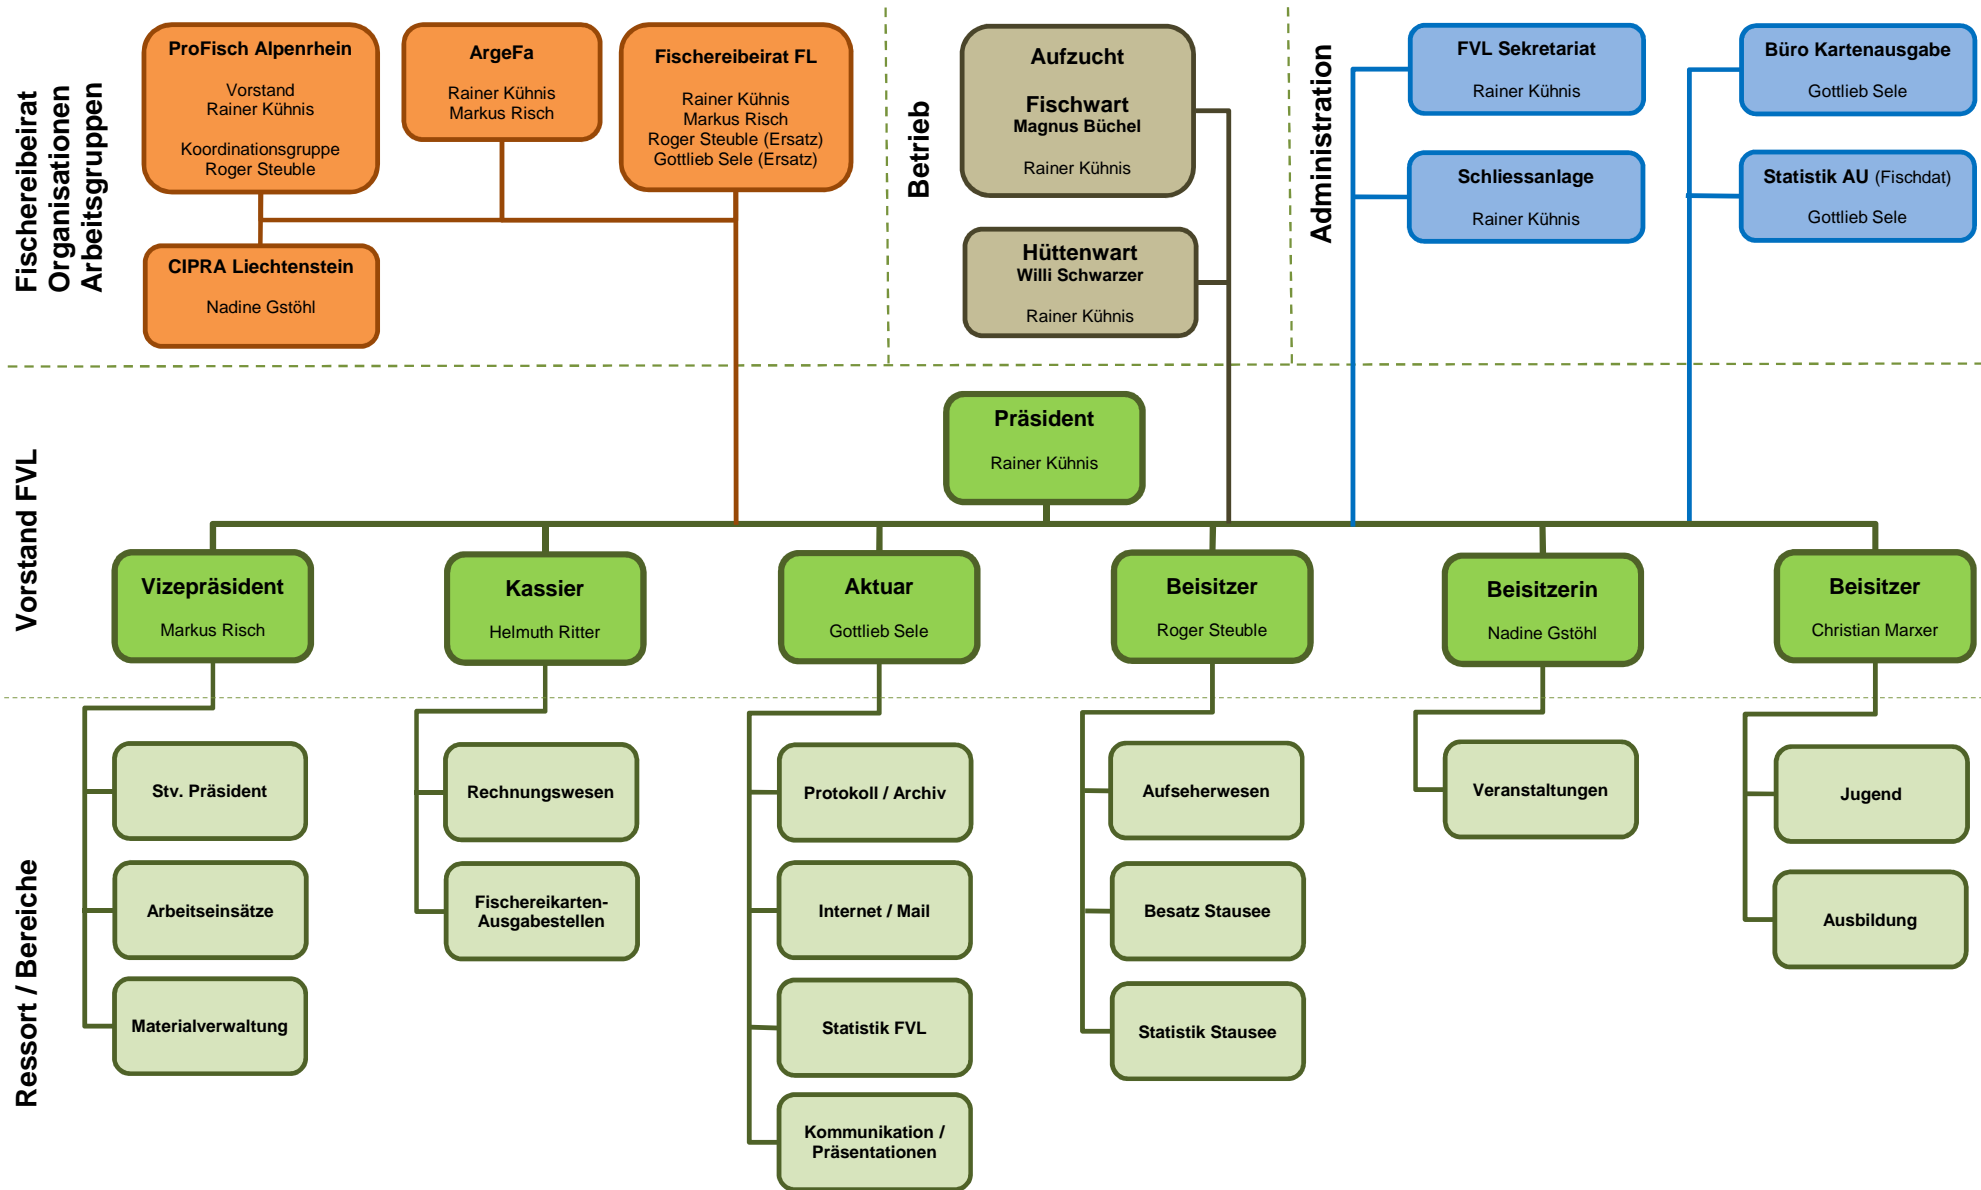 Fischereibeirat
Organisationen
Arbeitsgruppen
ProFisch Alpenrhein
Vorstand
Rainer Kühnis
Koordinationsgruppe
Roger Steuble
ArgeFa
Rainer Kühnis
Markus Risch
Fischereibeirat FL
Rainer Kühnis
Markus Risch
Roger Steuble (Ersatz)
Gottlieb Sele (Ersatz)
CIPRA Liechtenstein
Nadine Gstöhl
Betrieb
Aufzucht
Fischwart
Magnus Büchel
Rainer Kühnis
Hüttenwart
Willi Schwarzer
Rainer Kühnis
Administration
FVL Sekretariat
Rainer Kühnis
Büro Kartenausgabe
Gottlieb Sele
Schliessanlage
Rainer Kühnis
Statistik AU (Fischdat)
Gottlieb Sele
Vorstand FVL
Präsident
Rainer Kühnis
Vizepräsident
Markus Risch
Kassier
Helmuth Ritter
Aktuar
Gottlieb Sele
Beisitzer
Roger Steuble
Beisitzerin
Nadine Gstöhl
Beisitzer
Christian Marxer
Ressort / Bereiche
Stv. Präsident
Arbeitseinsätze
Materialverwaltung
Rechnungswesen
Fischereikarten-
Ausgabestellen
Protokoll / Archiv
Internet / Mail
Statistik FVL
Kommunikation /
Präsentationen
Aufseherwesen
Besatz Stausee
Statistik Stausee
Veranstaltungen
Jugend
Ausbildung